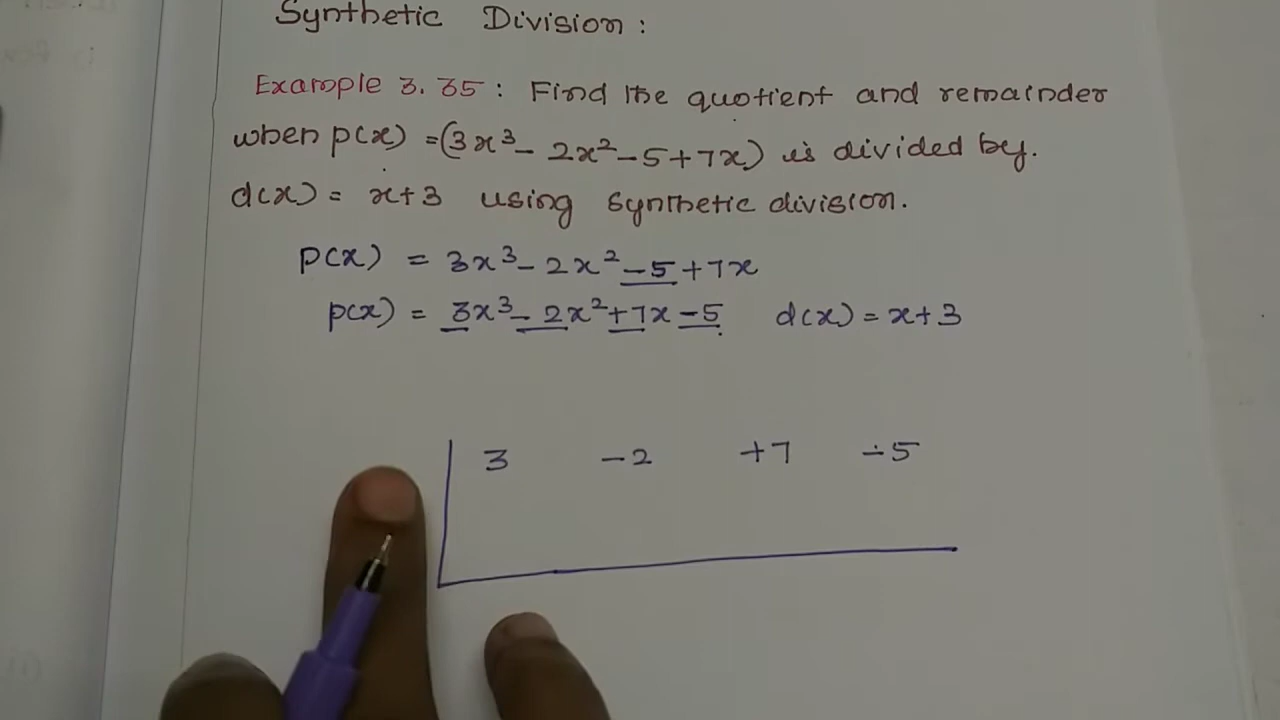 Synthetic Division :
Example 3.35 : Find the quotient and remainder
when p(x) = (3x³ - 2x² - 5 + 7x) is divided by.
d(x) = x+3 using synthetic division.
p(x) = 3x³ - 2x² - 5 + 7x
p(x) = 3x³ - 2x² + 7x - 5 d(x) = x+3
3 -2 +7 -5